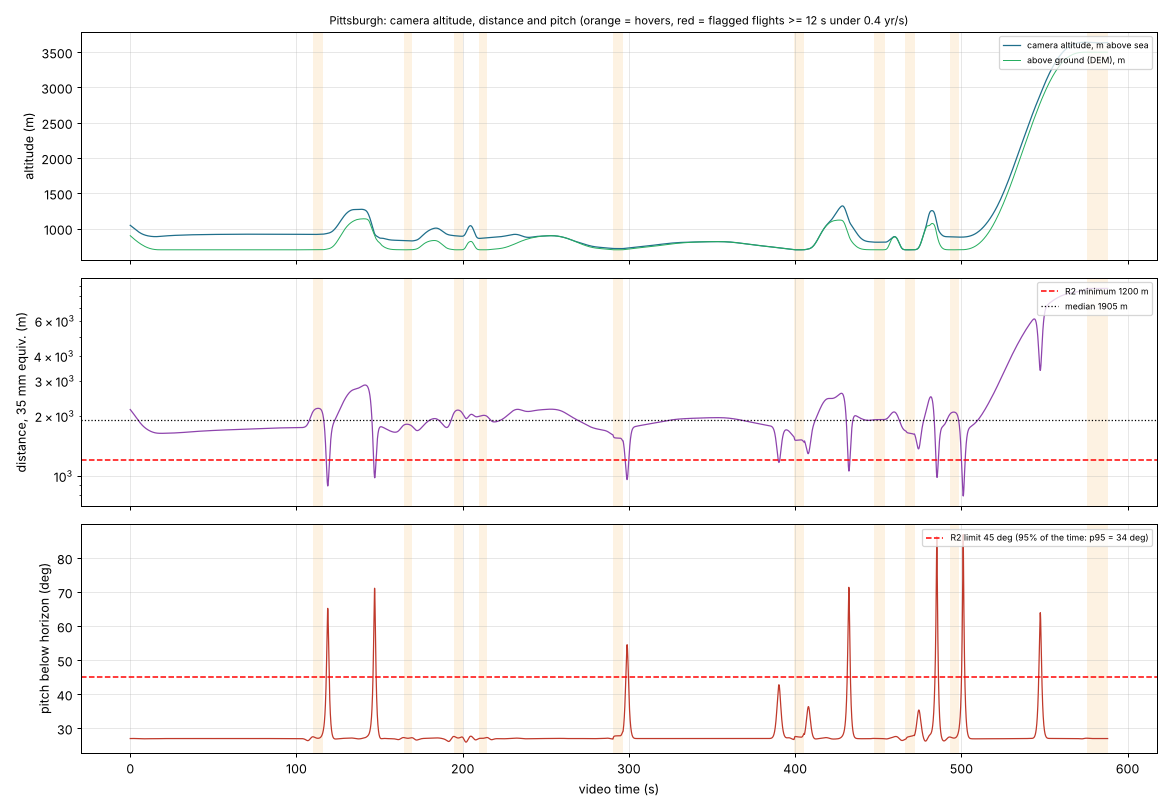 Pittsburgh: camera altitude, distance and pitch (orange = hovers, red = flagged flights >= 12 s under 0.4 yr/s)
altitude (m)
3500
3000
2500
2000
1500
1000
camera altitude, m above sea
above ground (DEM), m
distance, 35 mm equiv. (m)
6 × 10³
4 × 10³
3 × 10³
2 × 10³
10³
R2 minimum 1200 m
median 1905 m
pitch below horizon (deg)
80
70
60
50
40
30
R2 limit 45 deg (95% of the time: p95 = 34 deg)
0 100 200 300 400 500 600
video time (s)